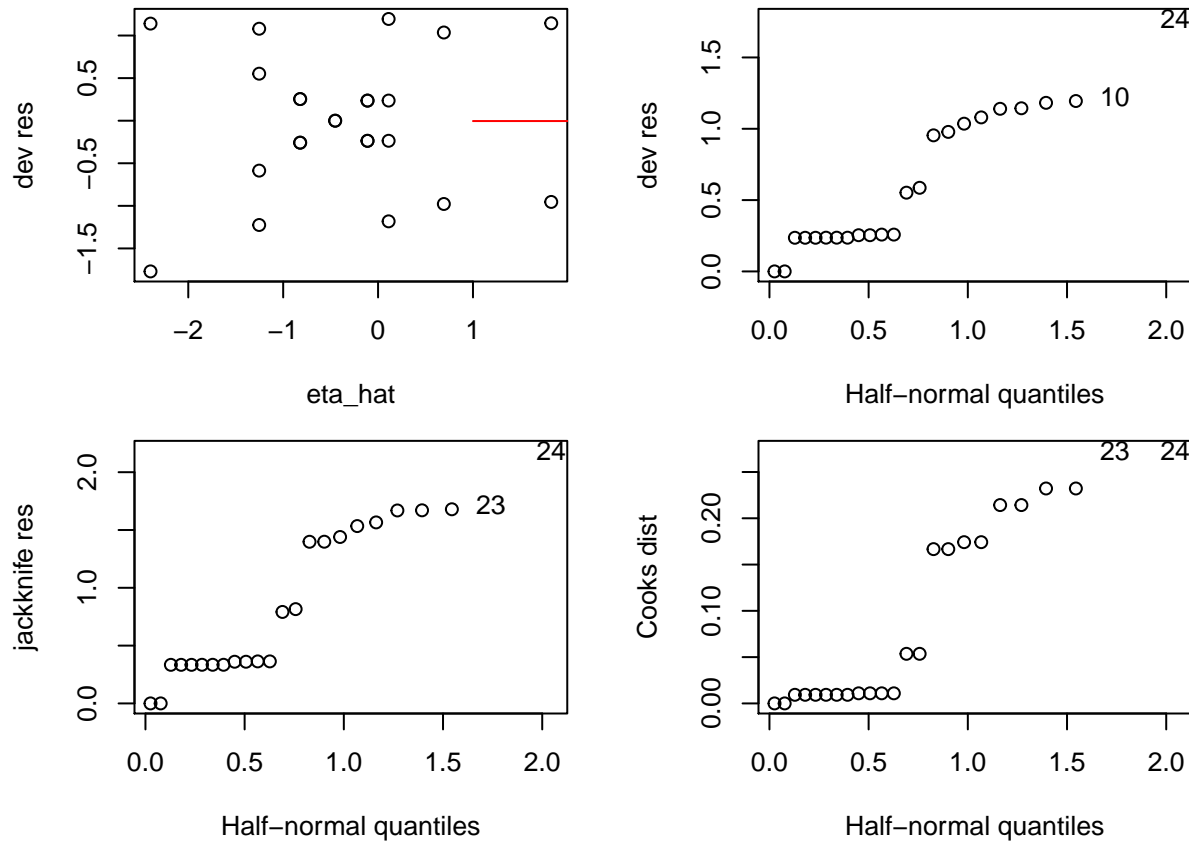 dev res
0.5
−0.5
−1.5
−2 −1 0 1
eta_hat
24
10
dev res
1.5
1.0
0.5
0.0
0.0 0.5 1.0 1.5 2.0
Half−normal quantiles
24
23
jackknife res
2.0
1.0
0.0
0.0 0.5 1.0 1.5 2.0
Half−normal quantiles
23 24
Cooks dist
0.20
0.10
0.00
0.0 0.5 1.0 1.5 2.0
Half−normal quantiles